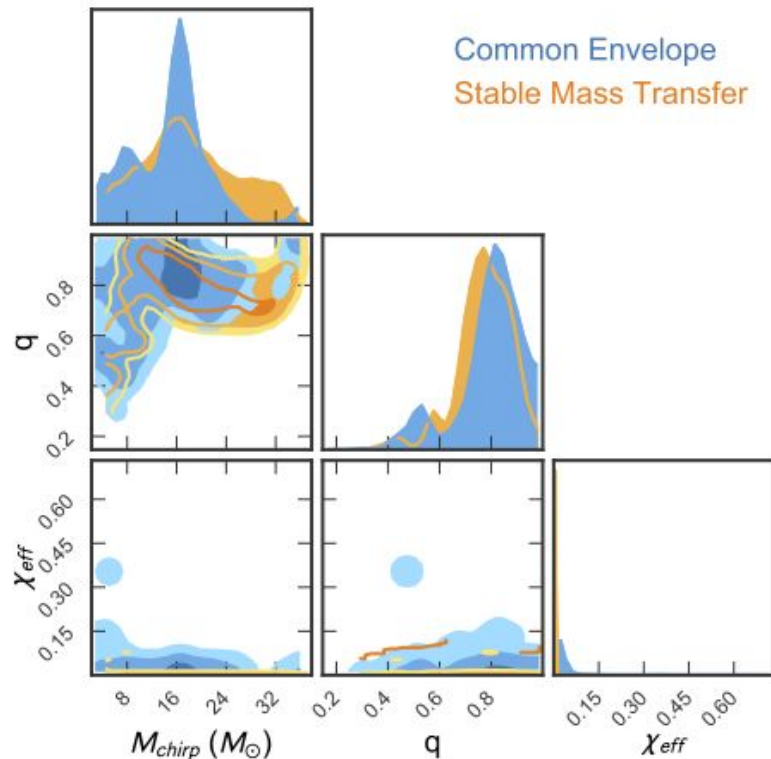 Common Envelope
Stable Mass Transfer
q
0.8
0.6
0.4
0.2
χeff
0.60
0.45
0.30
0.15
8 16 24 32
0.2 0.4 0.6 0.8
0.15 0.30 0.45 0.60
Mchirp (M⊙)
q
χeff